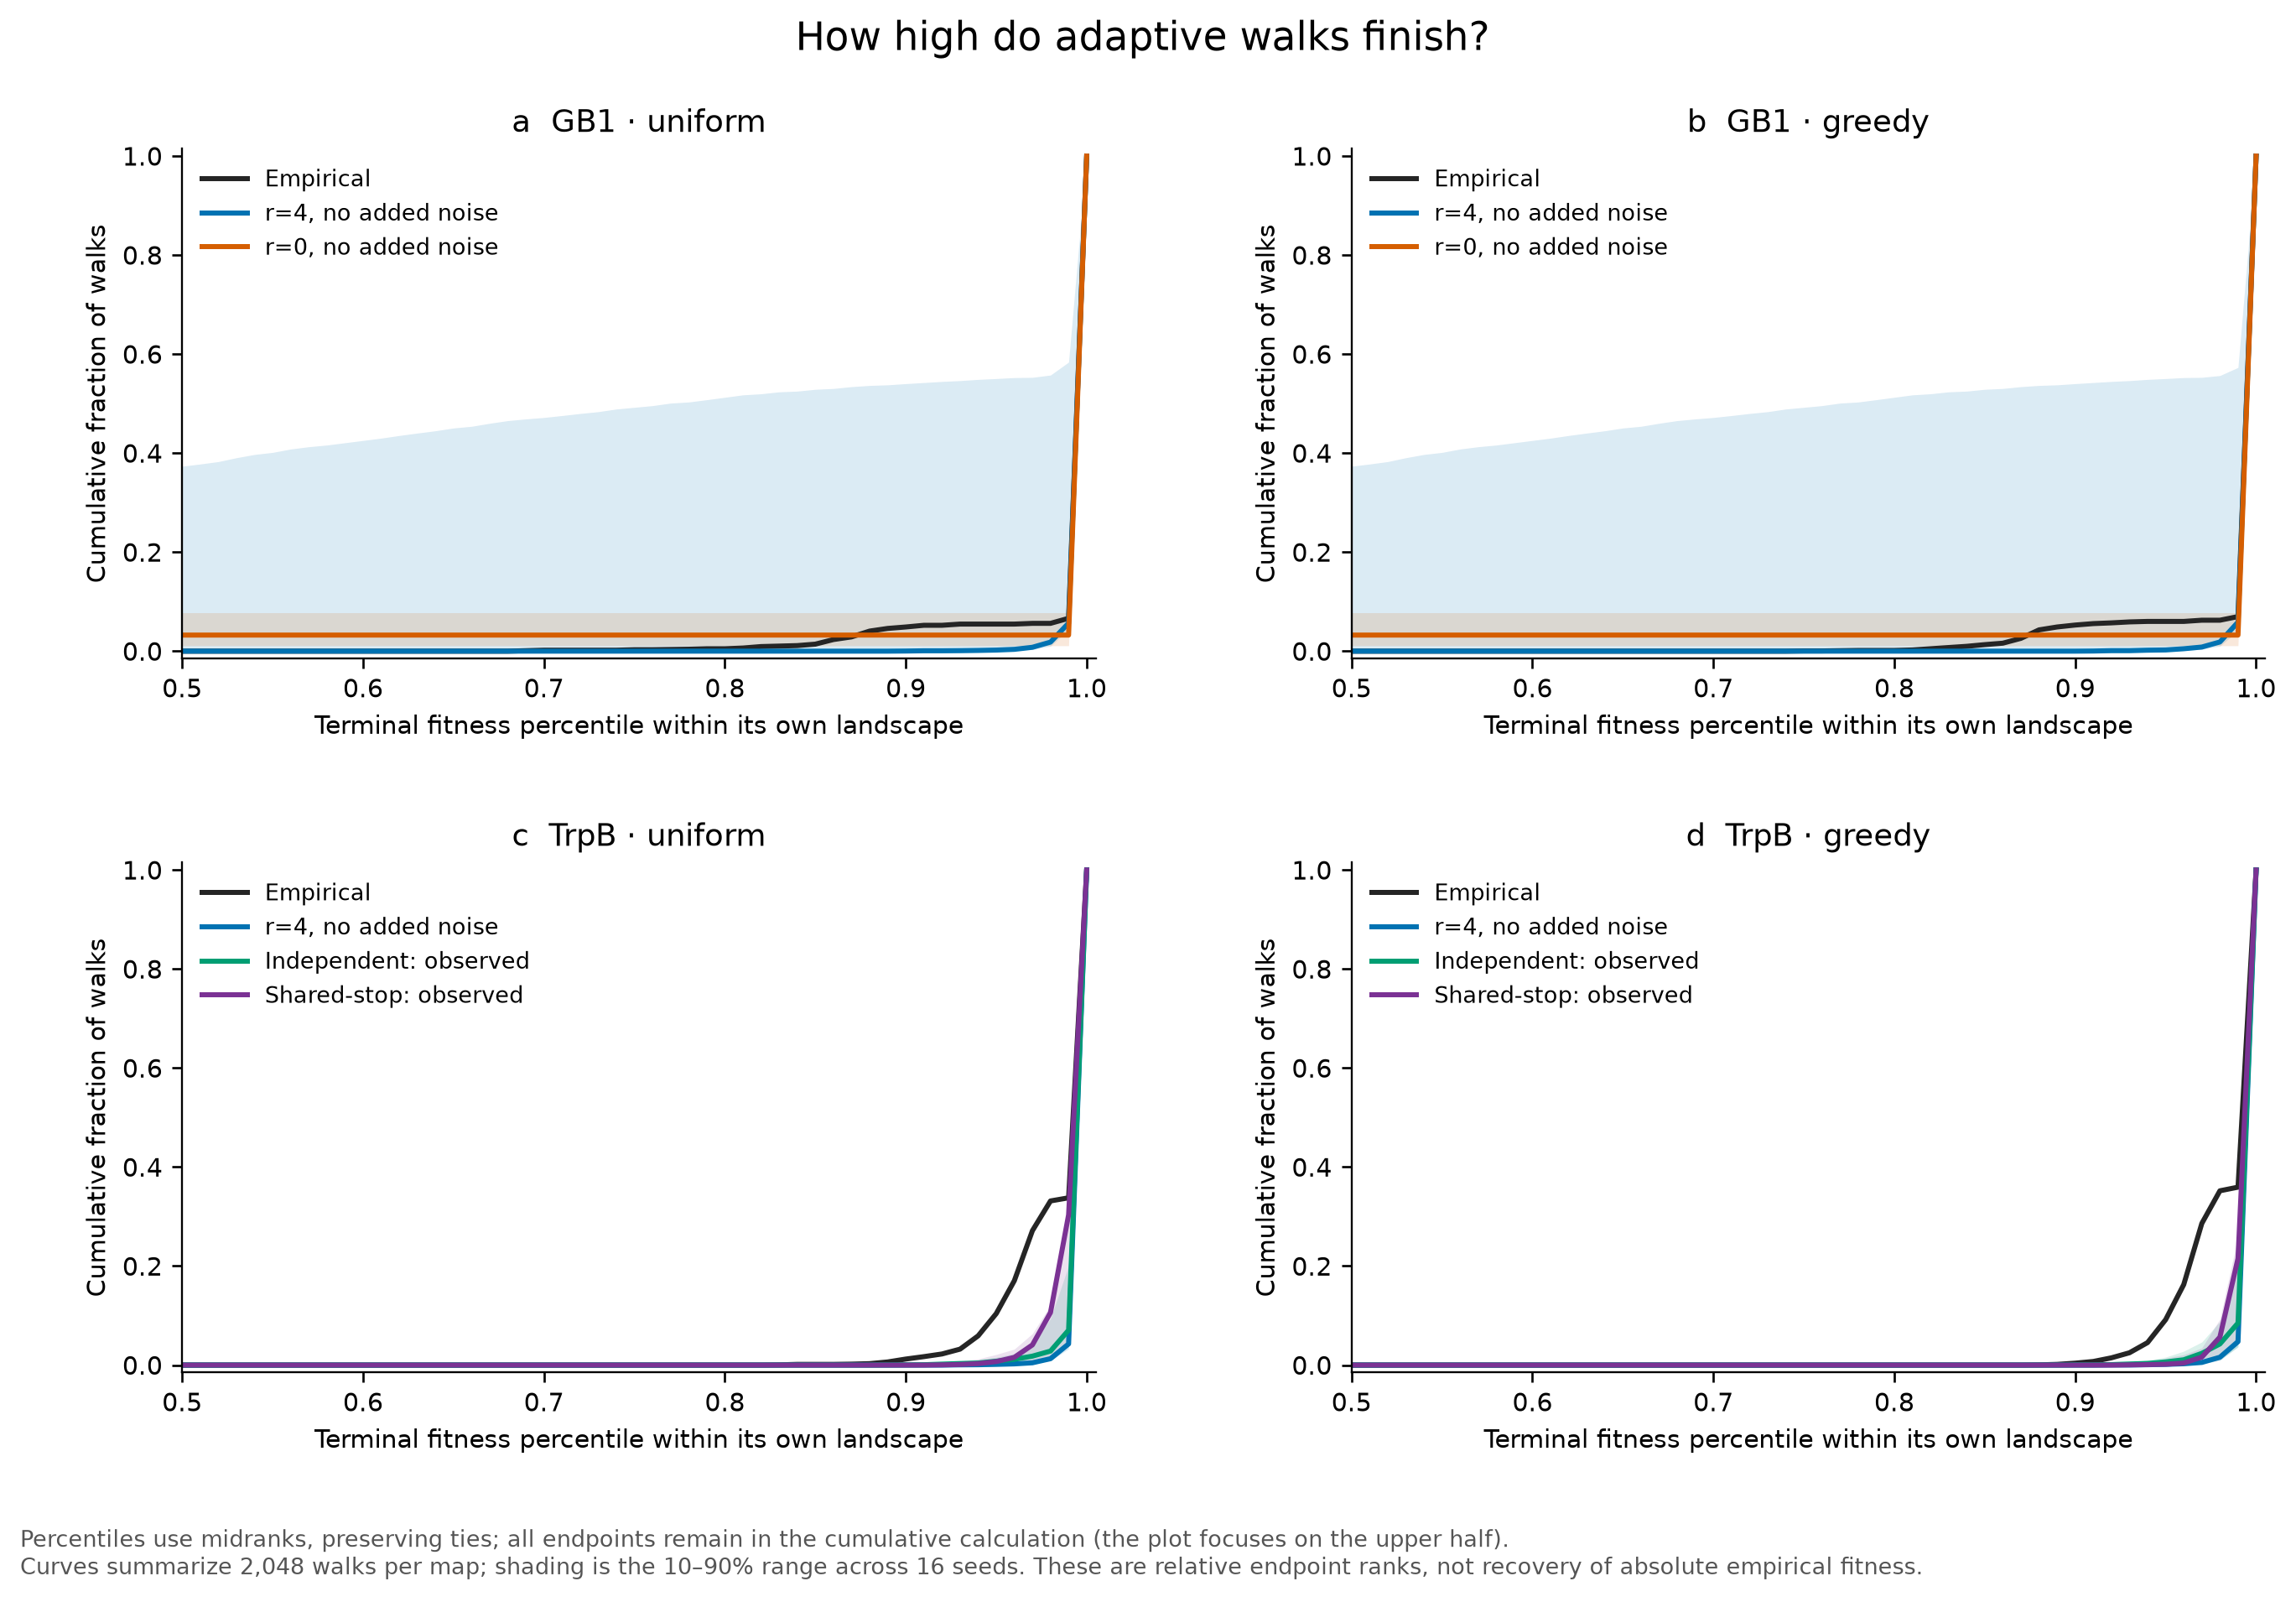 How high do adaptive walks finish?
a  GB1 · uniform
Cumulative fraction of walks
1.0
0.8
0.6
0.4
0.2
0.0
Empirical
r=4, no added noise
r=0, no added noise
0.5 0.6 0.7 0.8 0.9 1.0
Terminal fitness percentile within its own landscape
b  GB1 · greedy
Cumulative fraction of walks
1.0
0.8
0.6
0.4
0.2
0.0
Empirical
r=4, no added noise
r=0, no added noise
0.5 0.6 0.7 0.8 0.9 1.0
Terminal fitness percentile within its own landscape
c  TrpB · uniform
Cumulative fraction of walks
1.0
0.8
0.6
0.4
0.2
0.0
Empirical
r=4, no added noise
Independent: observed
Shared-stop: observed
0.5 0.6 0.7 0.8 0.9 1.0
Terminal fitness percentile within its own landscape
d  TrpB · greedy
Cumulative fraction of walks
1.0
0.8
0.6
0.4
0.2
0.0
Empirical
r=4, no added noise
Independent: observed
Shared-stop: observed
0.5 0.6 0.7 0.8 0.9 1.0
Terminal fitness percentile within its own landscape
Percentiles use midranks, preserving ties; all endpoints remain in the cumulative calculation (the plot focuses on the upper half).
Curves summarize 2,048 walks per map; shading is the 10–90% range across 16 seeds. These are relative endpoint ranks, not recovery of absolute empirical fitness.